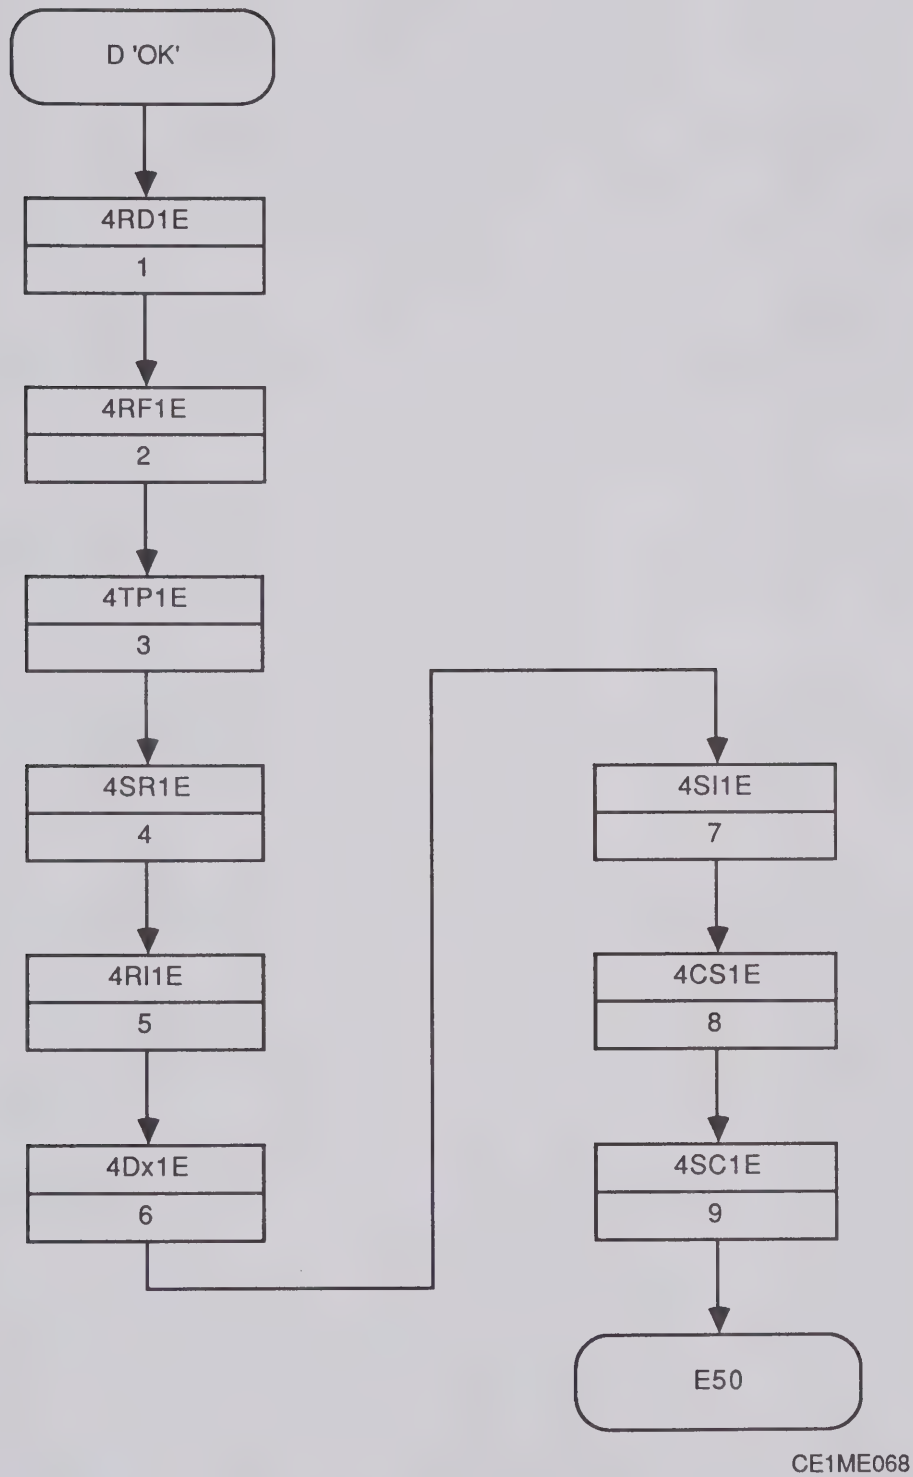 D 'OK'
4RD1E
1
4RF1E
2
4TP1E
3
4SR1E
4
4RI1E
5
4Dx1E
6
4SI1E
7
4CS1E
8
4SC1E
9
E50
CE1ME068